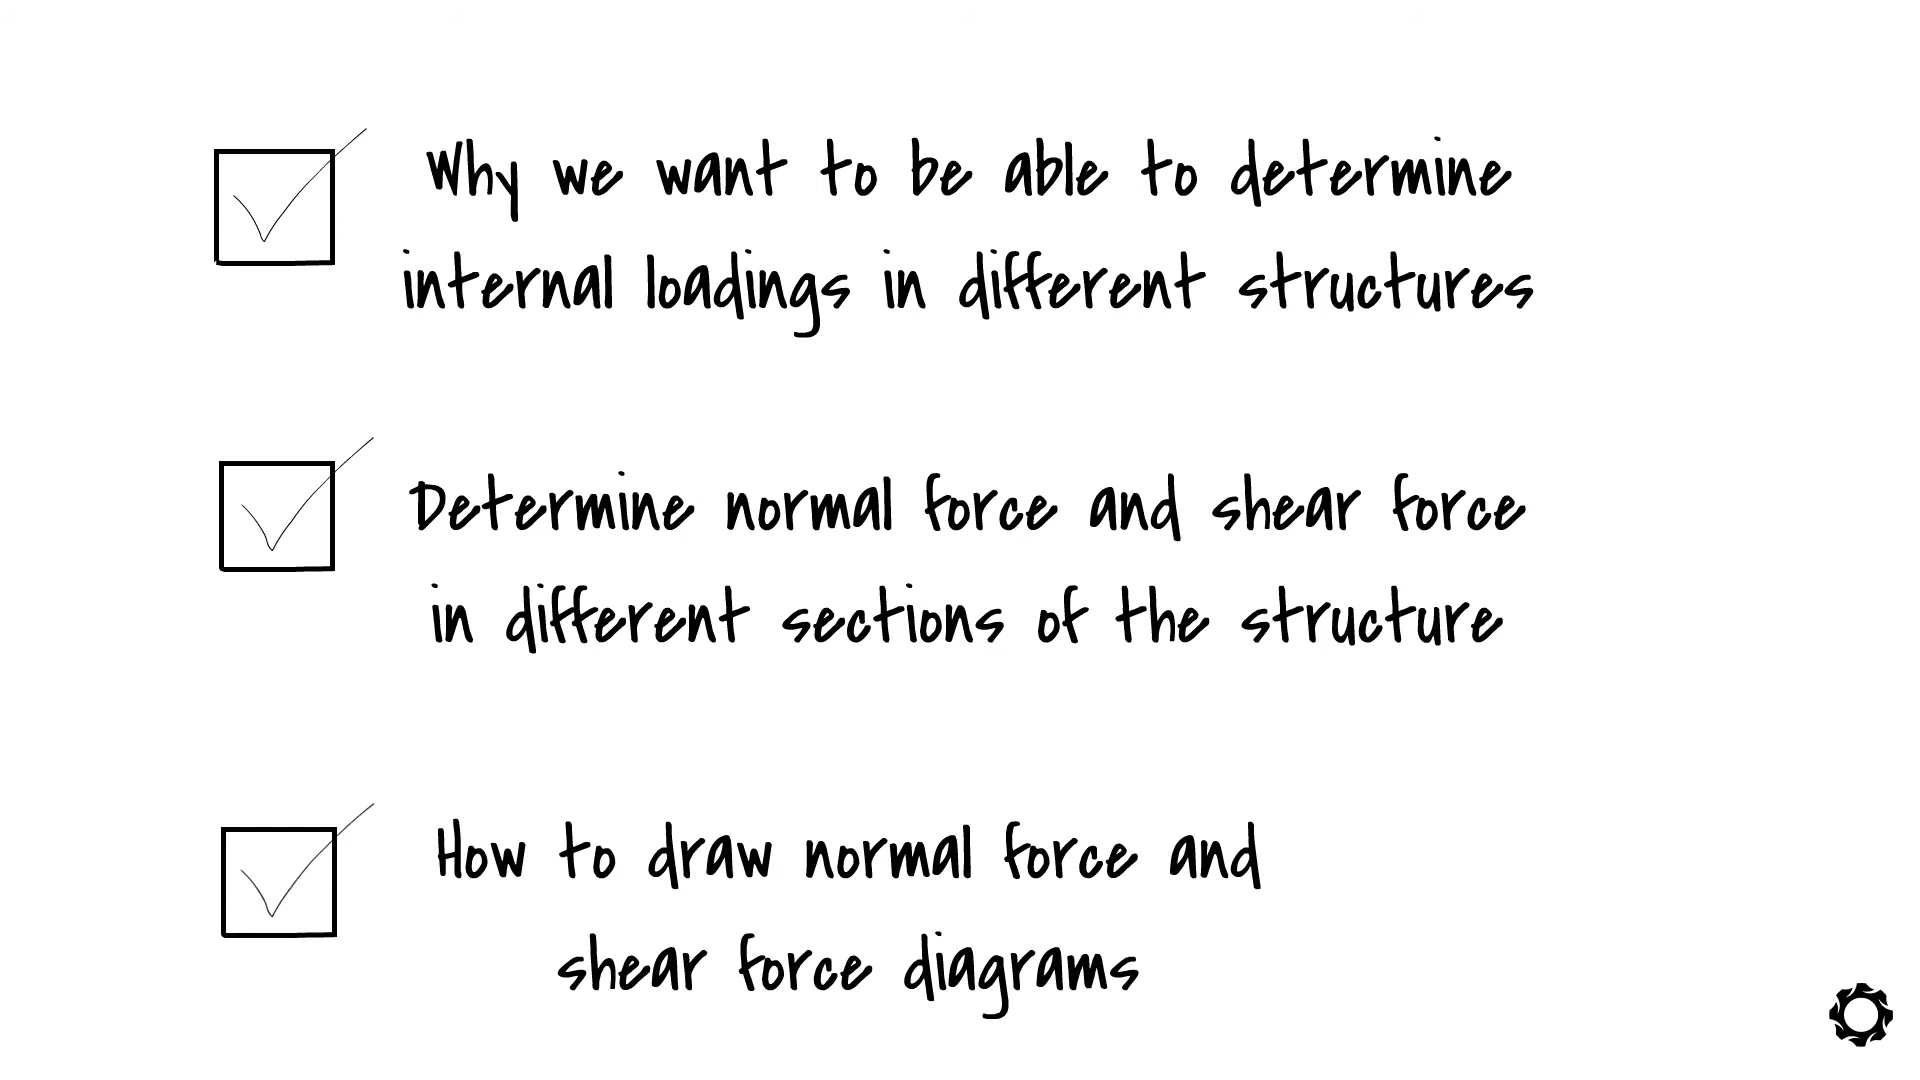 Why we want to be able to determine
internal loadings in different structures
Determine normal force and shear force
in different sections of the structure
How to draw normal force and
shear force diagrams